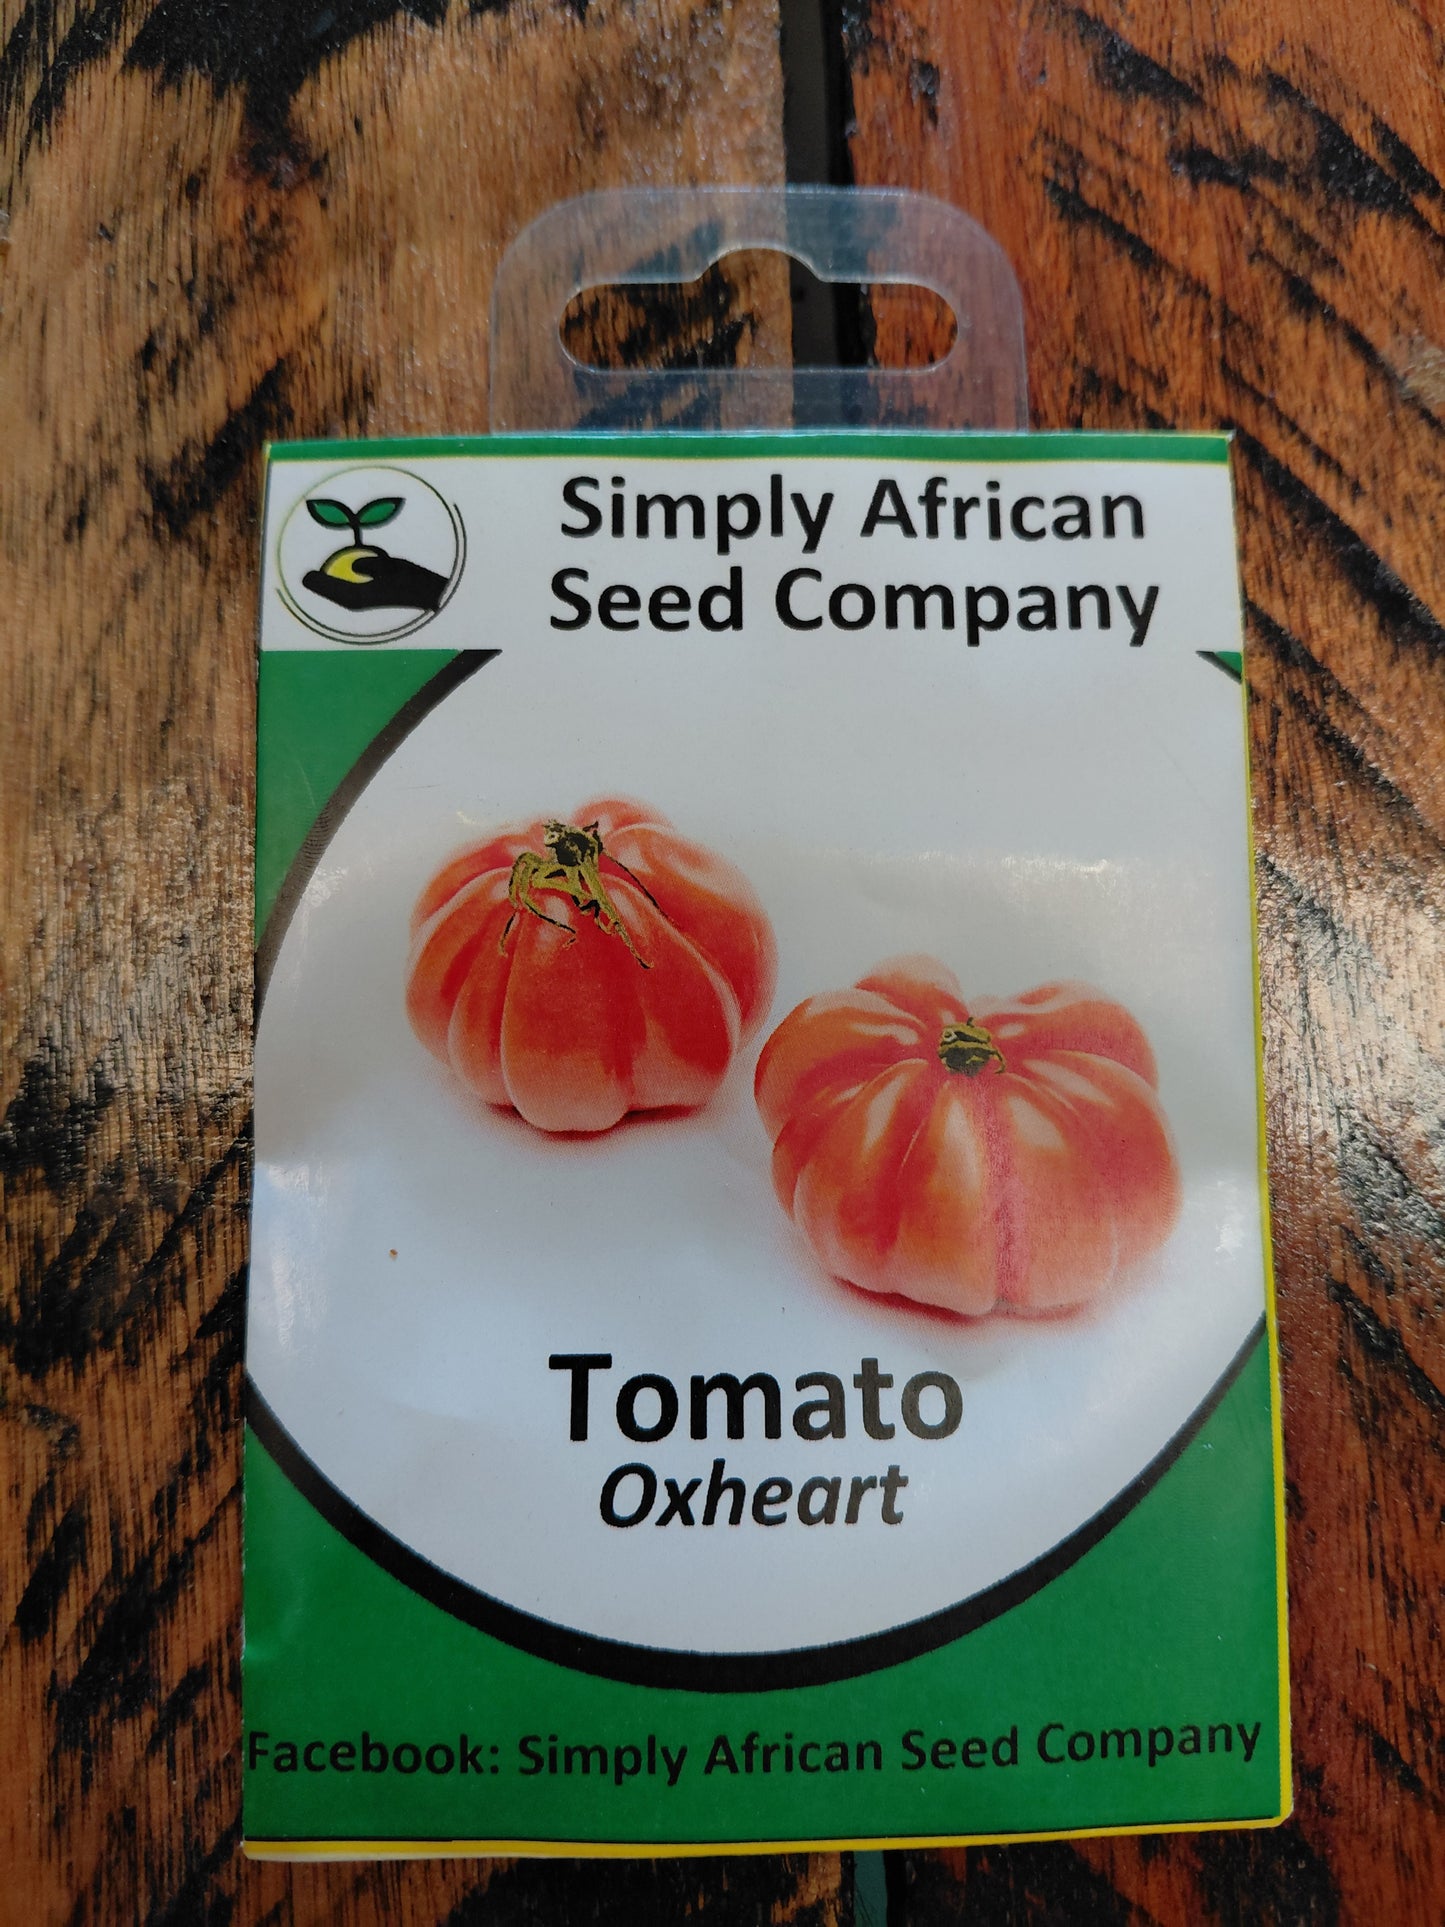 Simply African
Seed Company
Tomato
Oxheart
Facebook: Simply African Seed Company